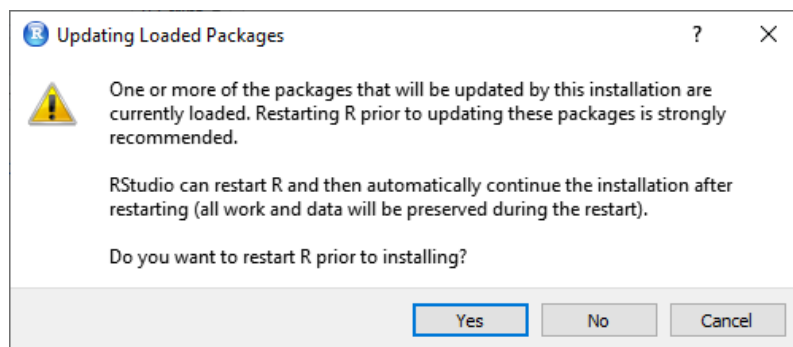 R Updating Loaded Packages ?
One or more of the packages that will be updated by this installation are
currently loaded. Restarting R prior to updating these packages is strongly
recommended.
RStudio can restart R and then automatically continue the installation after
restarting (all work and data will be preserved during the restart).
Do you want to restart R prior to installing?
Yes No Cancel